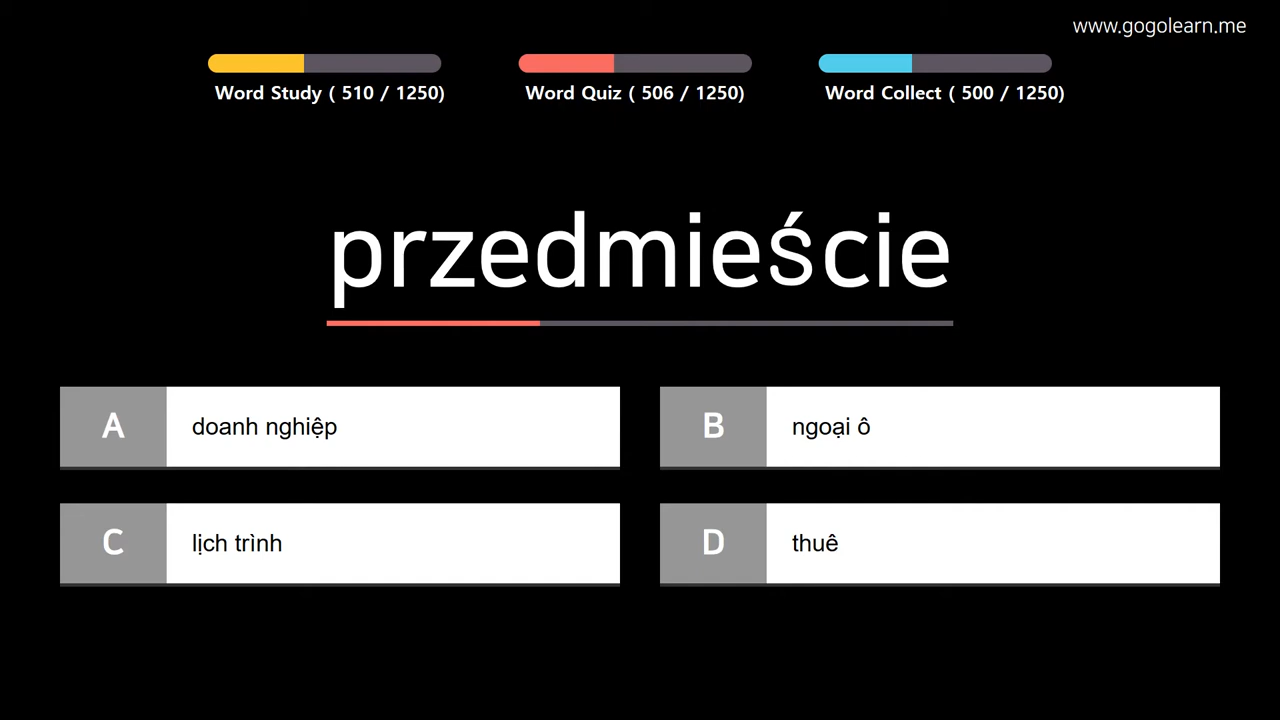 www.gogolearn.me
Word Study ( 510 / 1250)
Word Quiz ( 506 / 1250)
Word Collect ( 500 / 1250)
przedmieście
A doanh nghiệp
B ngoại ô
C lịch trình
D thuê